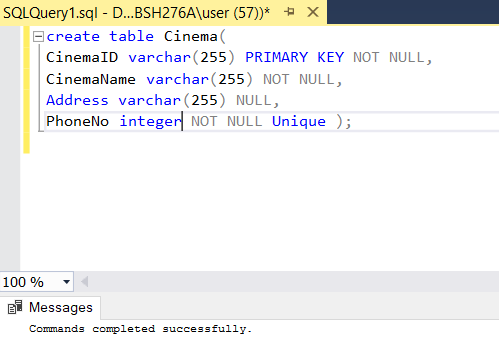 SQLQuery1.sql - D...BSH276A\user (57))*
create table Cinema(
CinemaID varchar(255) PRIMARY KEY NOT NULL,
CinemaName varchar(255) NOT NULL,
Address varchar(255) NULL,
PhoneNo integer NOT NULL Unique );
100 %
Messages
Commands completed successfully.